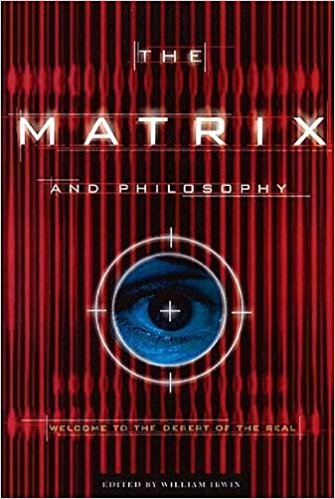 THE
MATRIX
AND PHILOSOPHY
WELCOME TO THE DESERT OF THE REAL
EDITED BY WILLIAM IRWIN